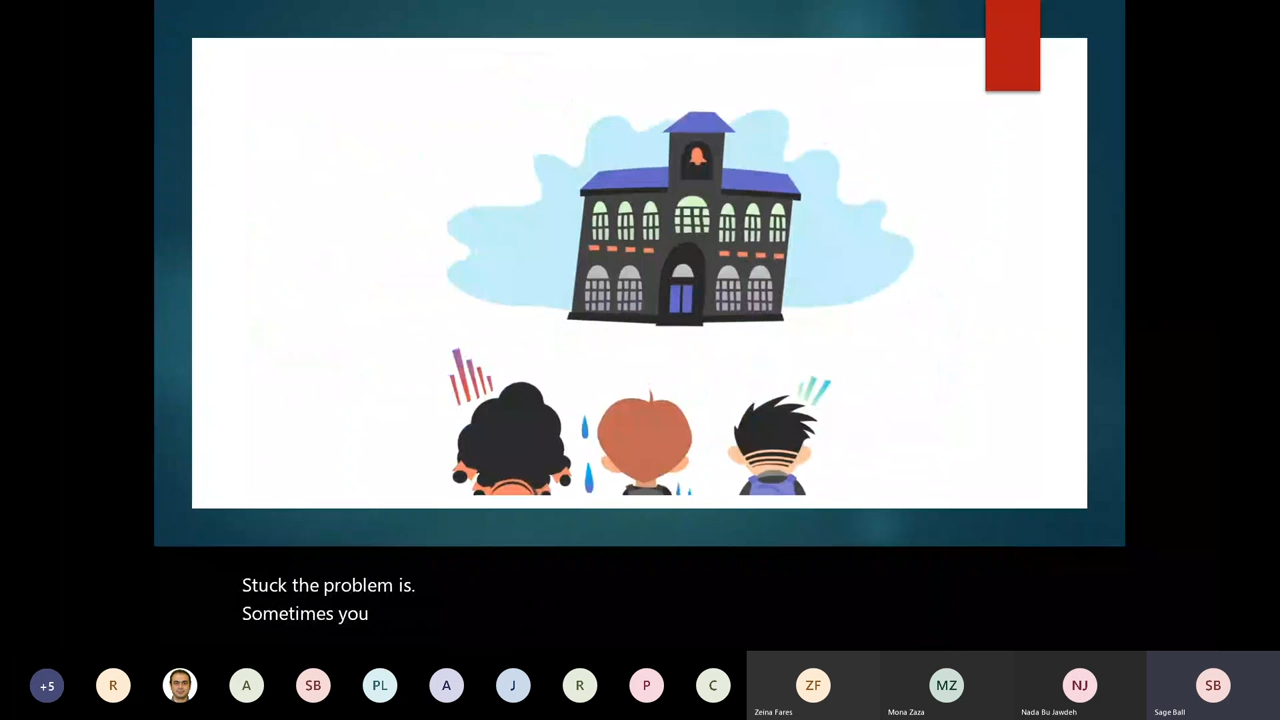 Stuck the problem is.
Sometimes you
+5
R
A
SB
PL
A
J
R
P
C
ZF
MZ
NJ
SB
Zeina Fares
Mona Zaza
Nada Bu Jawdeh
Sage Ball